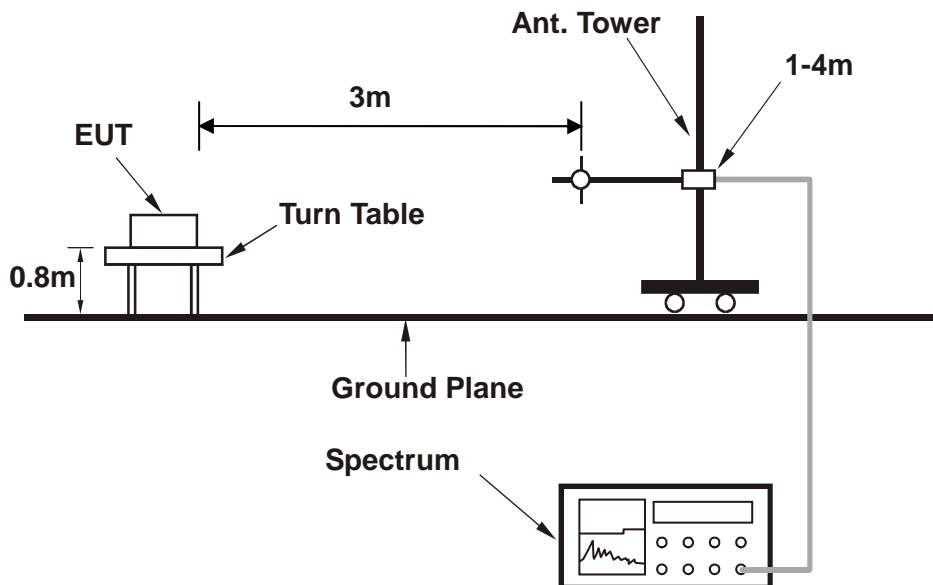 Ant. Tower
1-4m
3m
EUT
Turn Table
0.8m
Ground Plane
Spectrum